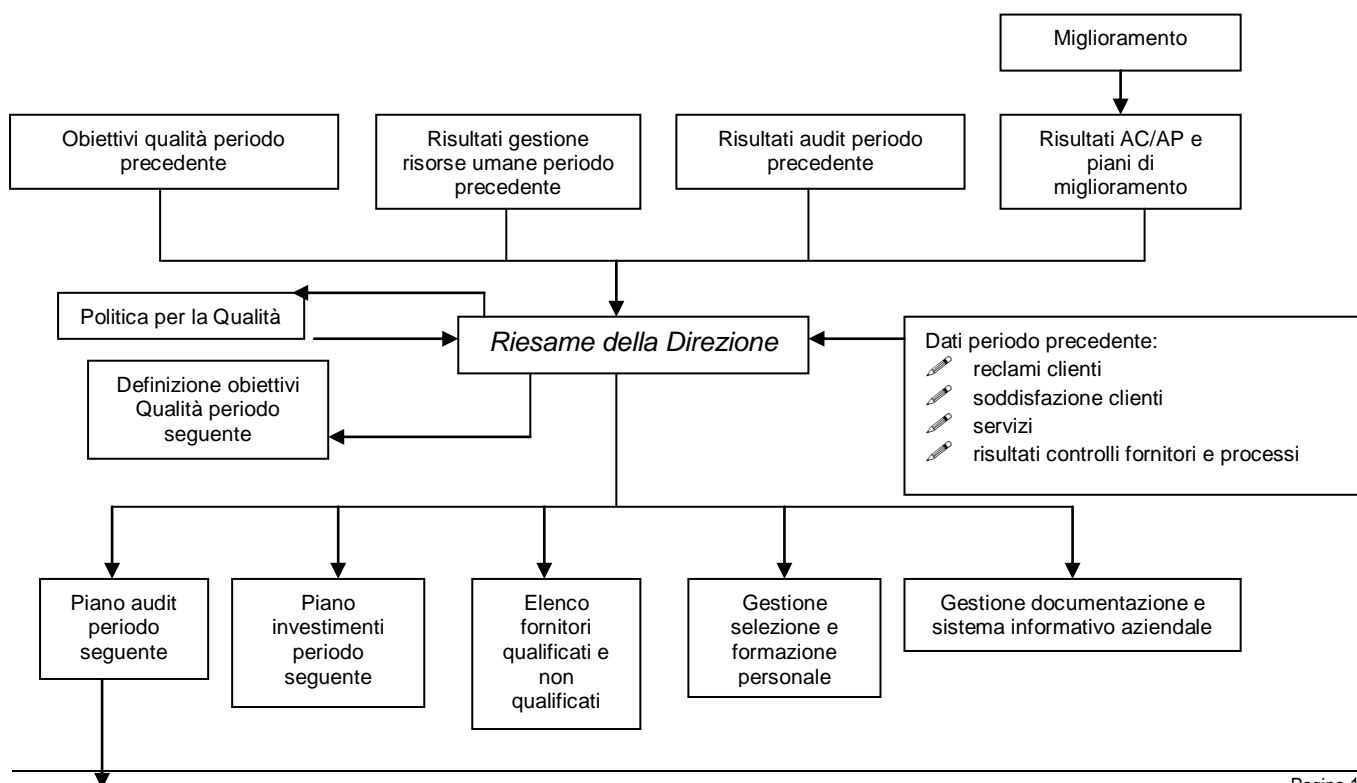 Miglioramento
Obiettivi qualità periodo
precedente
Risultati gestione
risorse umane periodo
precedente
Risultati audit periodo
precedente
Risultati AC/AP e
piani di
miglioramento
Politica per la Qualità
Riesame della Direzione
Dati periodo precedente:
reclami clienti
soddisfazione clienti
servizi
risultati controlli fornitori e processi
Definizione obiettivi
Qualità periodo
seguente
Piano audit
periodo
seguente
Piano
investimenti
periodo
seguente
Elenco
fornitori
qualificati e
non
qualificati
Gestione
selezione e
formazione
personale
Gestione documentazione e
sistema informativo aziendale